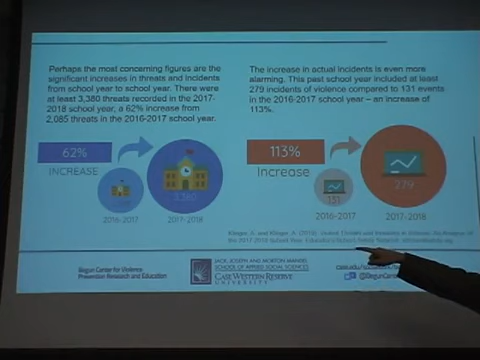 Perhaps the most concerning figures are the
significant increases in threats and incidents
from school year to school year. There were
at least 3,380 threats recorded in the 2017-
2018 school year, a 62% increase from
2,085 threats in the 2016-2017 school year.
62%
INCREASE
2016-2017
3380
2017-2018
The increase in actual incidents is even more
alarming. This past school year included at least
279 incidents of violence compared to 131 events
in the 2016-2017 school year – an increase of
113%.
113%
Increase
131
2016-2017
279
2017-2018
Begun Center for Violence
Prevention Research and Education
JACK, JOSEPH AND MORTON MANDEL
SCHOOL OF APPLIED SOCIAL SCIENCES
CASE WESTERN RESERVE
UNIVERSITY